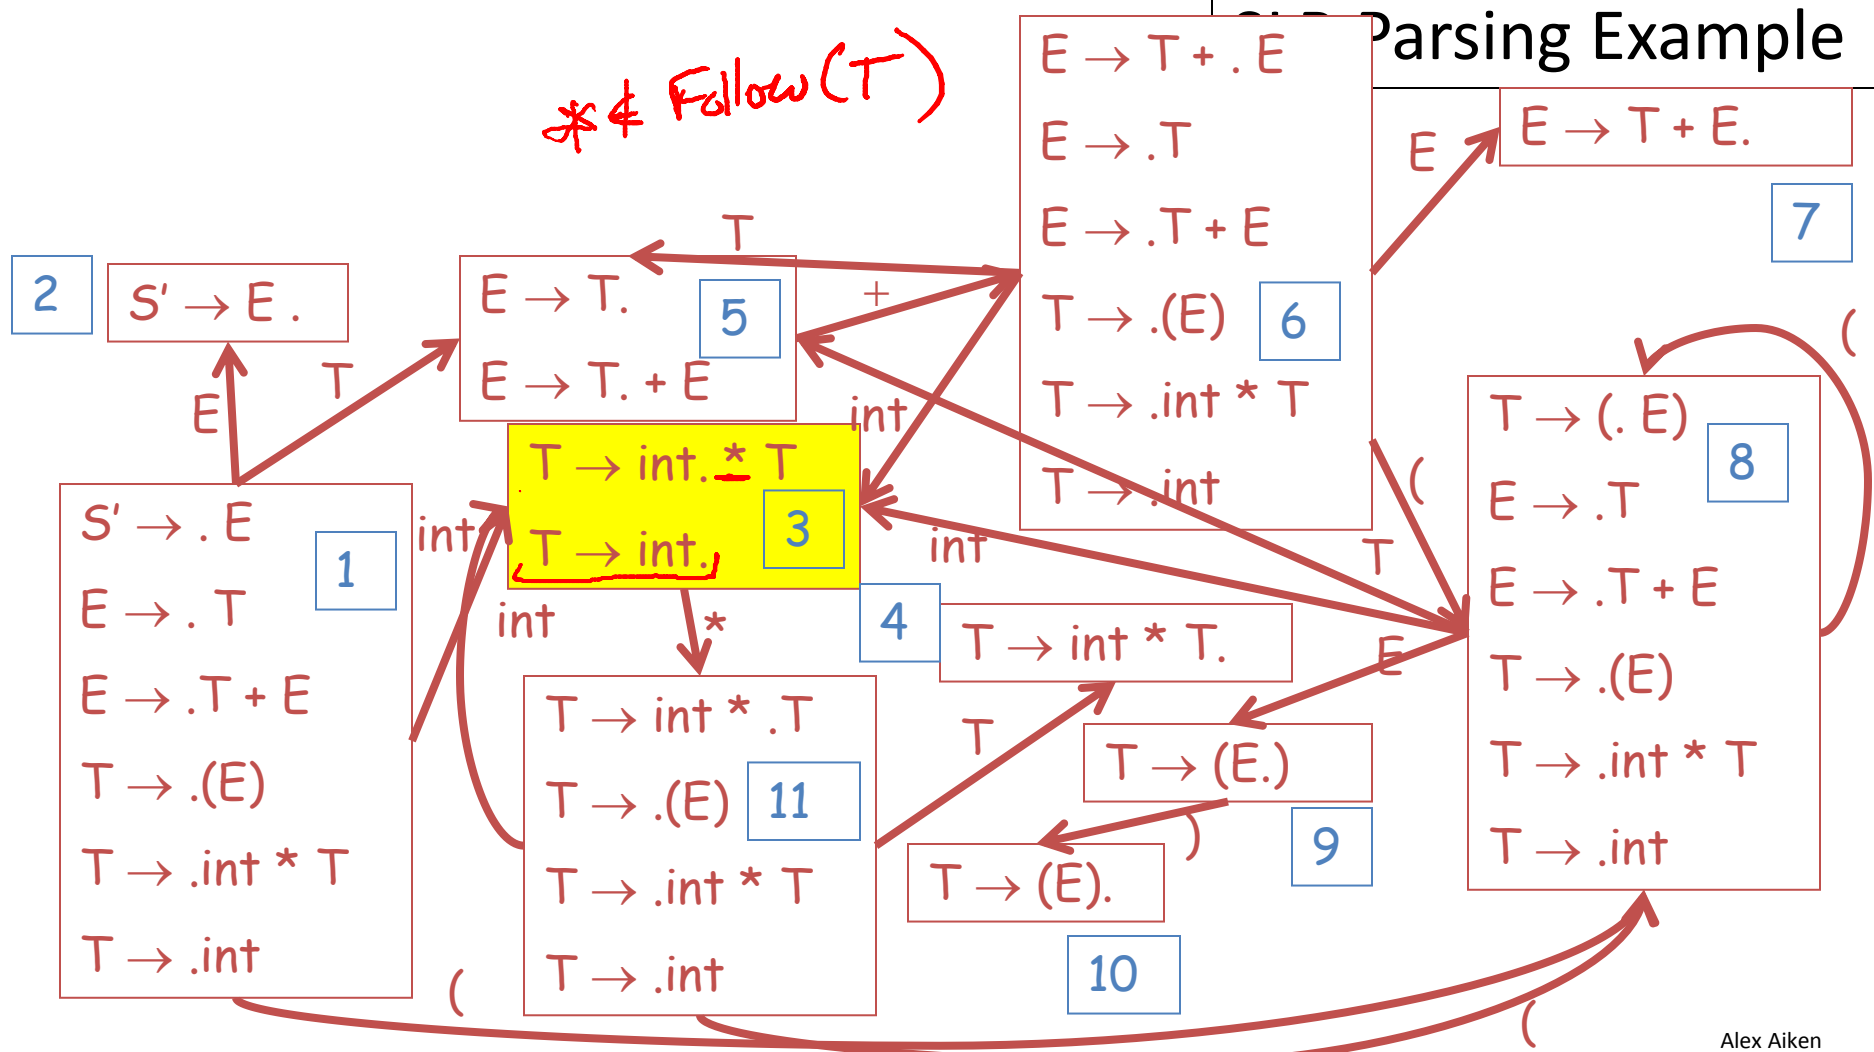 Parsing Example
*∉ Follow(T)
E → T + . E
E → .T
E → .T + E
T → .(E)
6
T → .int * T
T → .int
E
E → T + E.
7
2
S' → E .
E
T
E → T.
5
E → T. + E
T
+
int
T → int. * T
T → int.
3
int
int
*
int
T
(
(
T → (. E)
8
E → .T
E → .T + E
T → .(E)
T → .int * T
T → .int
S' → . E
1
E → . T
E → .T + E
T → .(E)
T → .int * T
T → .int
4
T → int * T.
E
T → int * .T
T → .(E)
11
T → .int * T
T → .int
T
T → (E.)
9
)
T → (E).
10
(
(
Alex Aiken